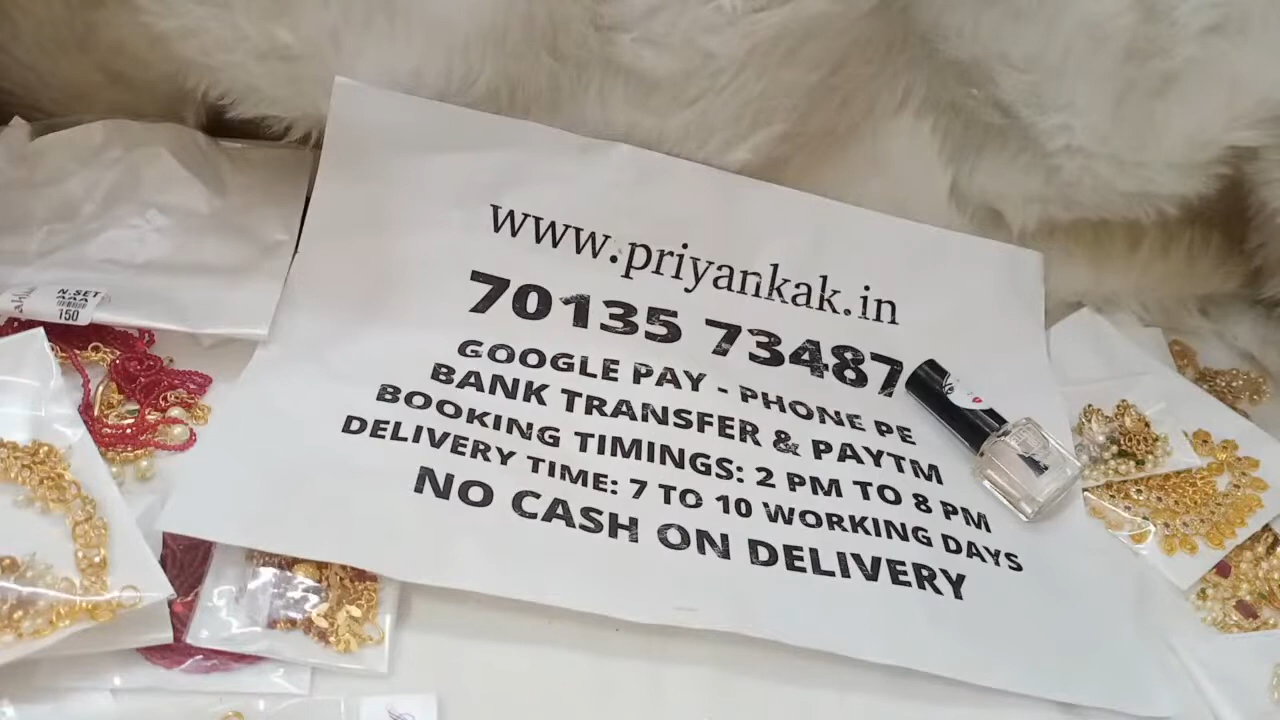 www.priyankak.in
70135 73487
GOOGLE PAY - PHONE PE
BANK TRANSFER & PAYTM
BOOKING TIMINGS: 2 PM TO 8 PM
DELIVERY TIME: 7 TO 10 WORKING DAYS
NO CASH ON DELIVERY
N.SET
AAA
150